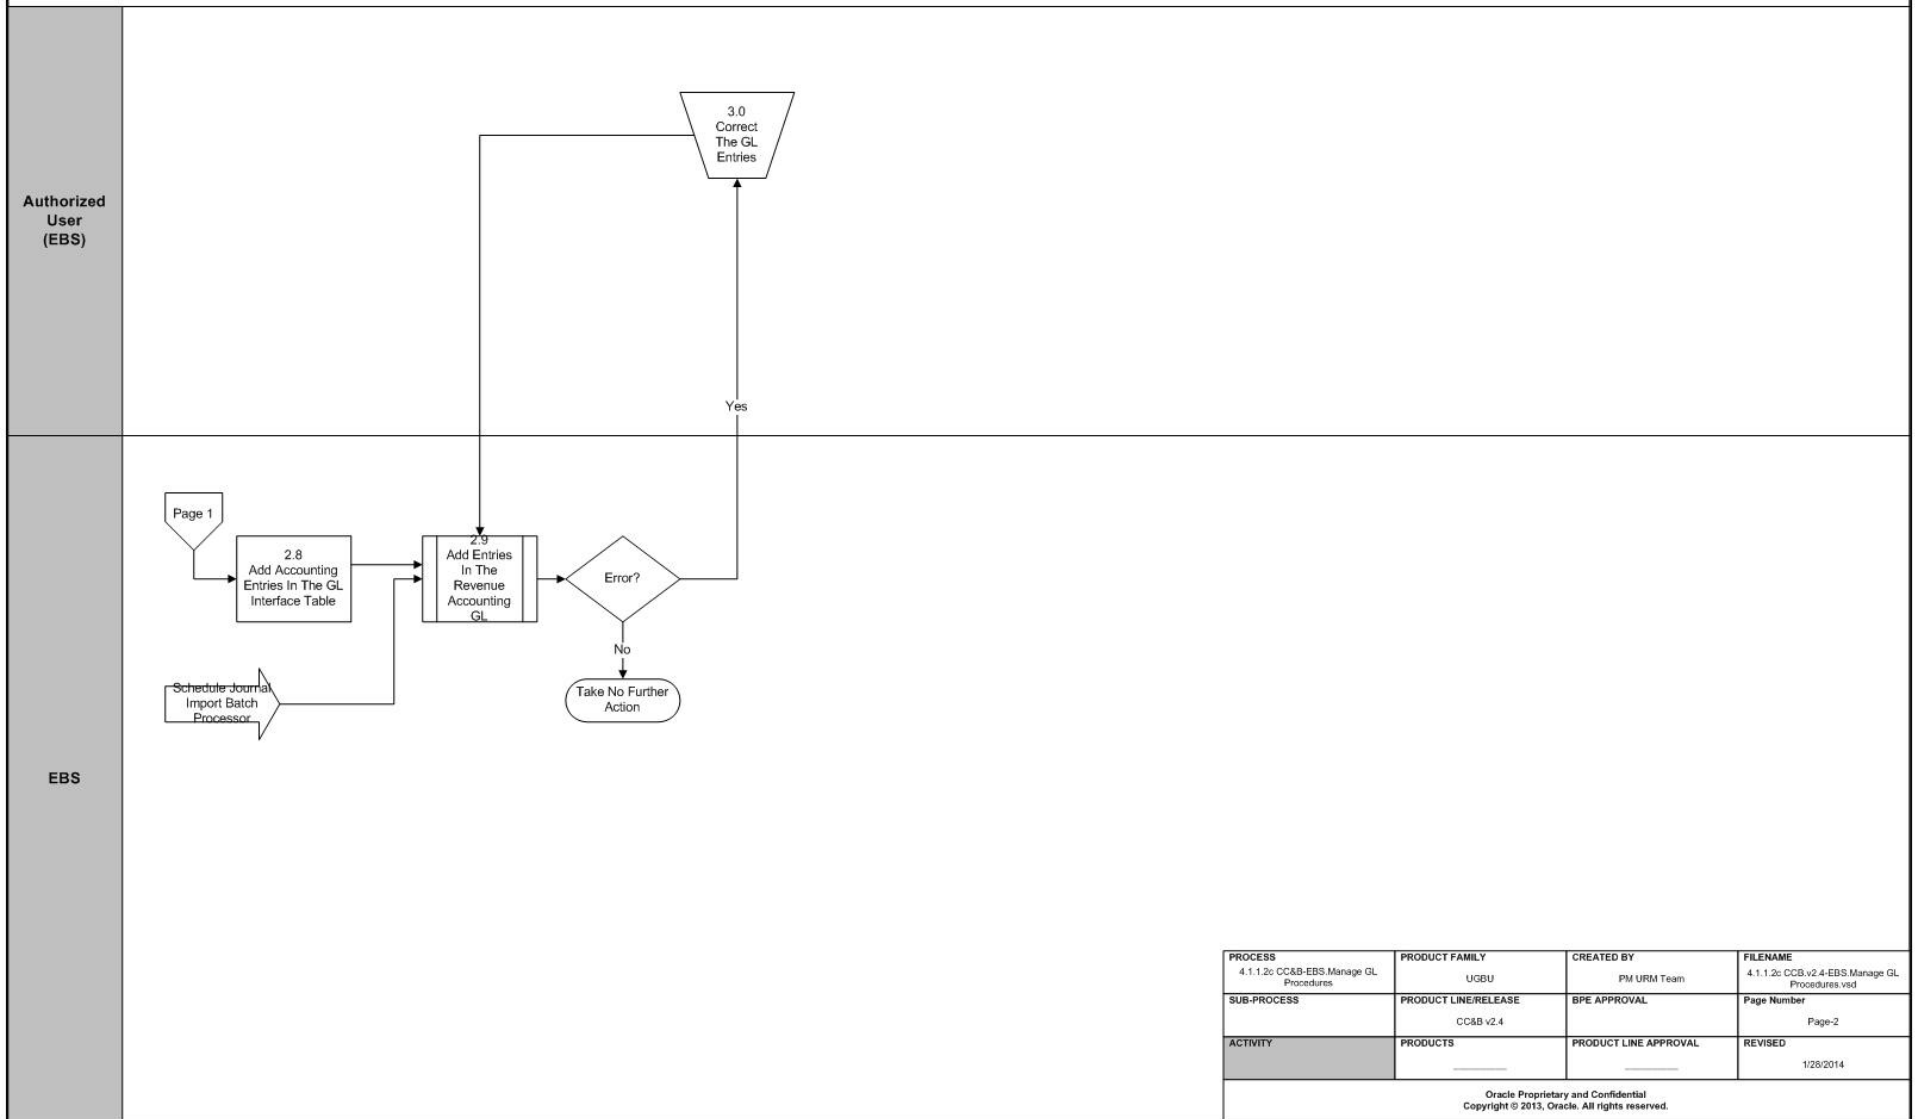 Authorized
User
(EBS)
3.0
Correct
The GL
Entries
Yes
EBS
Page 1
2.8
Add Accounting
Entries In The GL
Interface Table
2.9
Add Entries
In The
Revenue
Accounting
GL
Error?
No
Schedule Journal
Import Batch
Processor
Take No Further
Action
PROCESS
4.1.1.2c CC&B-EBS.Manage GL
Procedures
PRODUCT FAMILY
UGBU
CREATED BY
PM URM Team
FILENAME
4.1.1.2c CCB.v2.4-EBS.Manage GL
Procedures.vsd
SUB-PROCESS
PRODUCT LINE/RELEASE
CC&B v2.4
BPE APPROVAL
Page Number
Page-2
ACTIVITY
PRODUCTS
PRODUCT LINE APPROVAL
REVISED
1/28/2014
Oracle Proprietary and Confidential
Copyright © 2013, Oracle. All rights reserved.